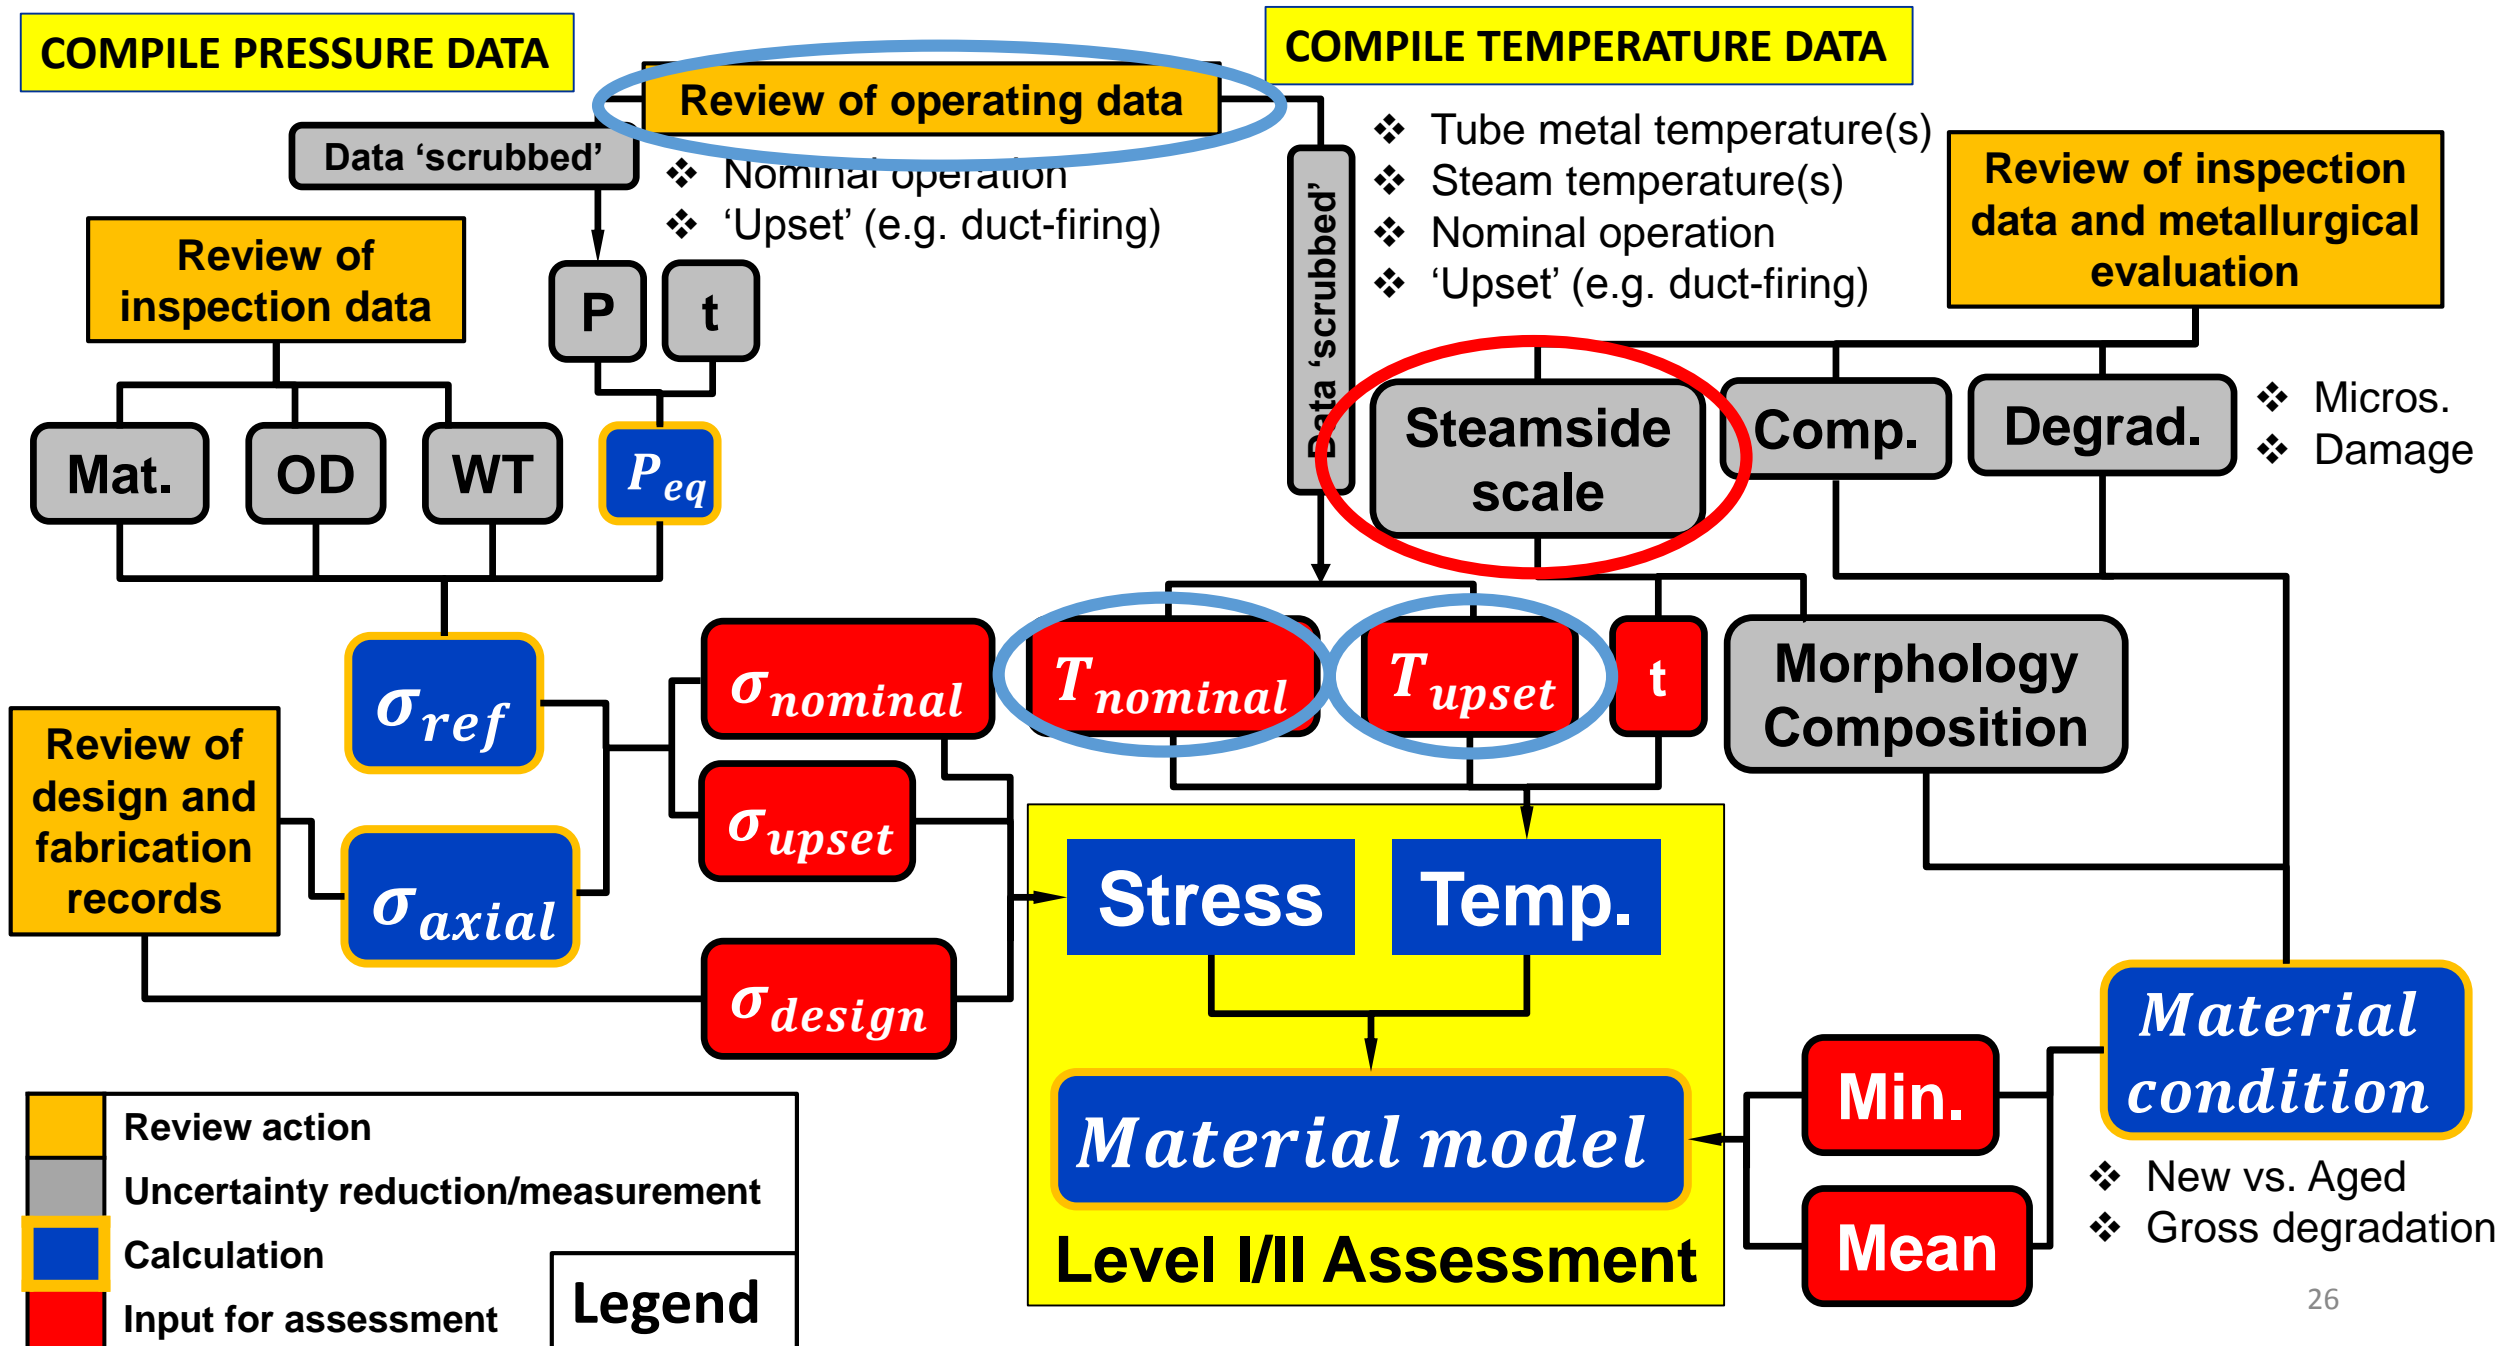 COMPILE PRESSURE DATA
COMPILE TEMPERATURE DATA
Review of operating data
Data ‘scrubbed’
❖ Nominal operation
❖ ‘Upset’ (e.g. duct-firing)
Data ‘scrubbed’
❖ Tube metal temperature(s)
❖ Steam temperature(s)
❖ Nominal operation
❖ ‘Upset’ (e.g. duct-firing)
Review of inspection
data and metallurgical
evaluation
Review of
inspection data
P
t
Mat.
OD
WT
P_eq
Steamside
scale
Comp.
Degrad.
❖ Micros.
❖ Damage
σ_ref
σ_nominal
T_nominal
T_upset
t
Morphology
Composition
Review of
design and
fabrication
records
σ_axial
σ_upset
σ_design
Stress
Temp.
Material model
Level I/II Assessment
Min.
Mean
Material
condition
❖ New vs. Aged
❖ Gross degradation
Review action
Uncertainty reduction/measurement
Calculation
Input for assessment
Legend
26